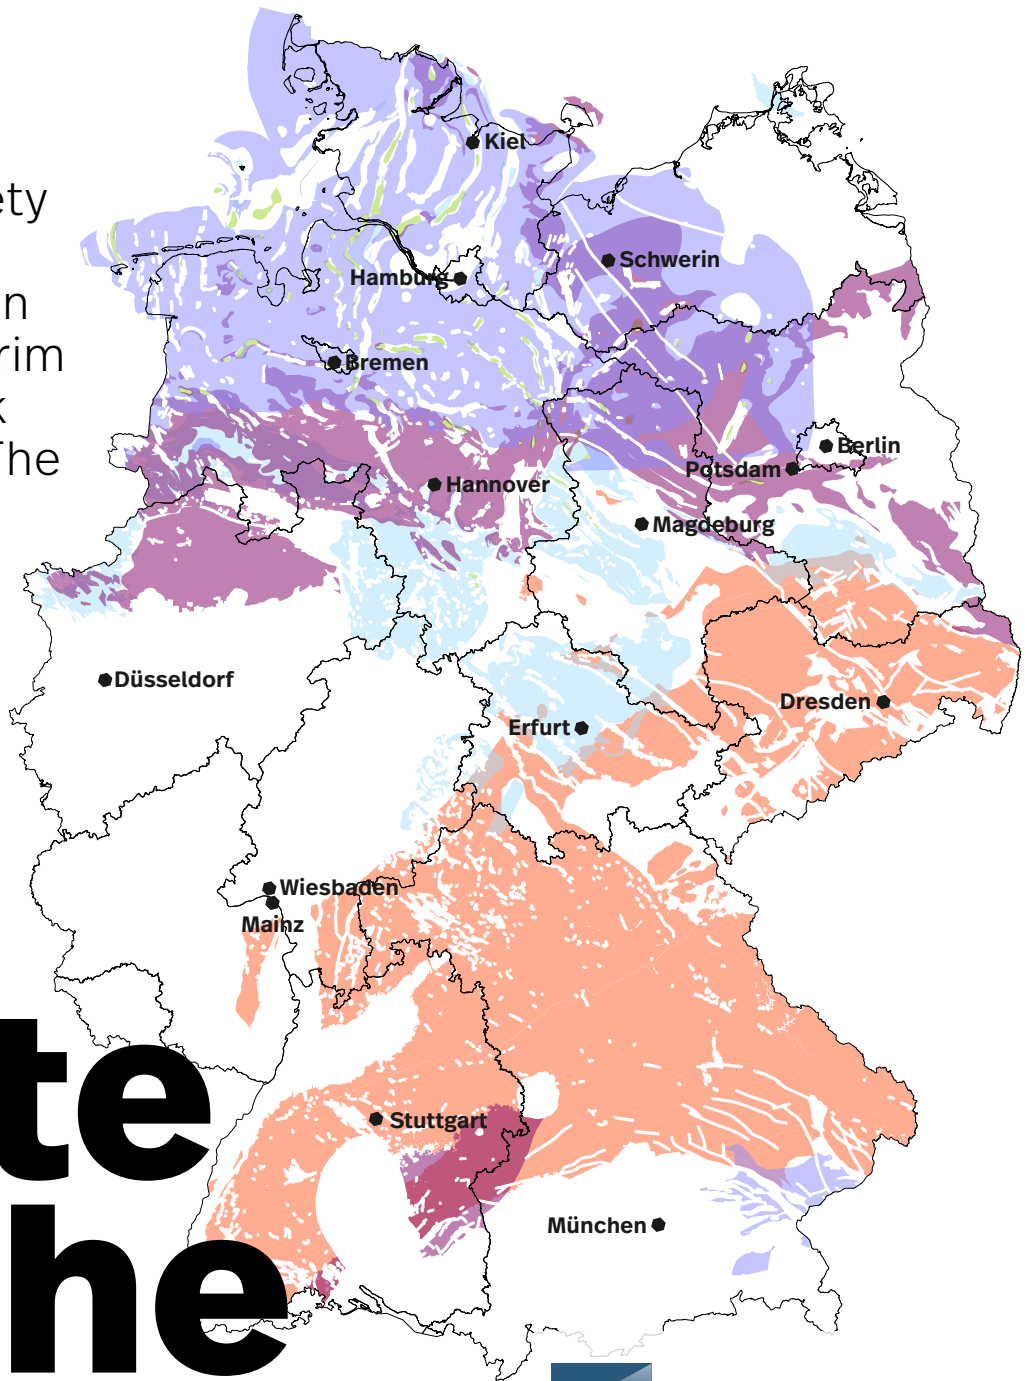 Kiel
ety
Schwerin
Hamburg
n
rim
Bremen
k
Berlin
The
Potsdam
Hannover
Magdeburg
Düsseldorf
Dresden
Erfurt
Wiesbaden
Mainz
te
Stuttgart
München
he